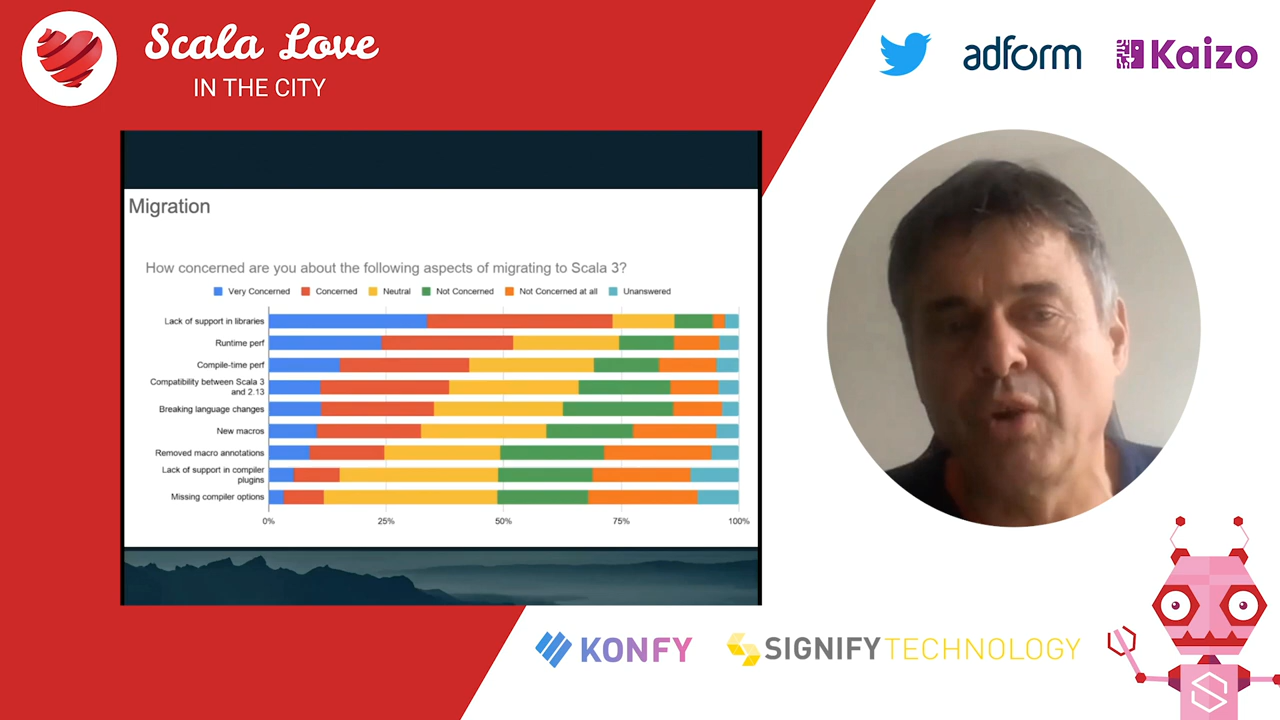 Scala Love
IN THE CITY
adform
Kaizo
Migration
How concerned are you about the following aspects of migrating to Scala 3?
Very Concerned Concerned Neutral Not Concerned Not Concerned at all Unanswered
Lack of support in libraries
Runtime perf
Compile-time perf
Compatibility between Scala 3
and 2.13
Breaking language changes
New macros
Removed macro annotations
Lack of support in compiler
plugins
Missing compiler options
0% 25% 50% 75% 100%
KONFY
SIGNIFYTECHNOLOGY